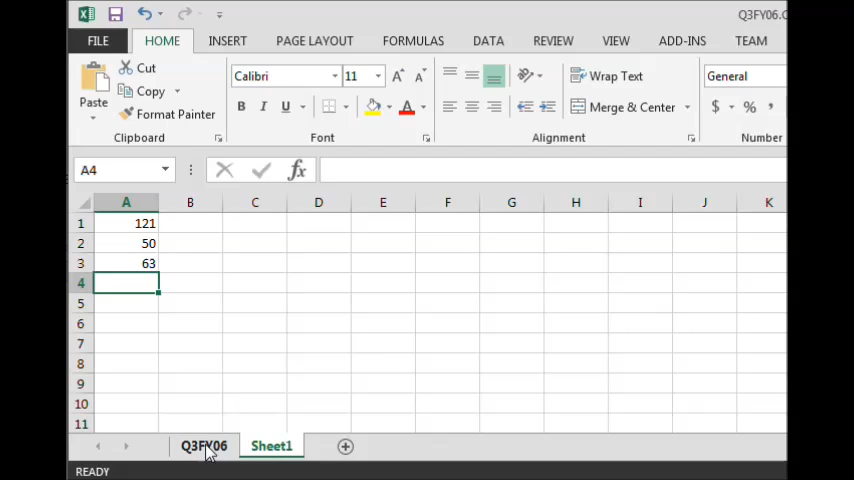 Q3FY06.C
FILE HOME INSERT PAGE LAYOUT FORMULAS DATA REVIEW VIEW ADD-INS TEAM
Cut
Copy
Format Painter
Paste
Clipboard
Calibri 11
B I U A
Font
Wrap Text
Merge & Center
Alignment
General
$ % ,
Number
A4 fx
A B C D E F G H I J K
1 121
2 50
3 63
4
5
6
7
8
9
10
11
Q3FY06 Sheet1
READY